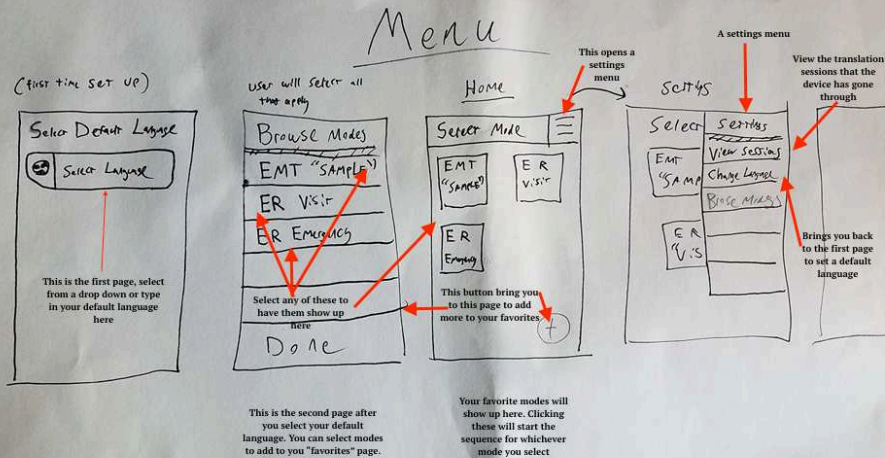 Menu
(first time set up)
Select Default Language
Select Language
This is the first page, select
from a drop down or type
in your default language
here
user will select all
that apply
Browse Modes
EMT "SAMPLE"
ER Visit
ER Emergency
Select any of these to
have them show up
here
Done
This is the second page after
you select your default
language. You can select modes
to add to you "favorites" page.
Home
This opens a
settings
menu
Select Mode
EMT
"SAMPLE"
ER
Visit
ER
Emergency
This button bring you
to this page to add
more to your favorites
+
Your favorite modes will
show up here. Clicking
these will start the
sequence for whichever
mode you select
A settings menu
View the translation
sessions that the
device has gone
through
Settgs
Select
Settings
View Sessions
Change Language
Browse Modes
EMT
"SAMP
ER
"Vis
Brings you back
to the first page
to set a default
language